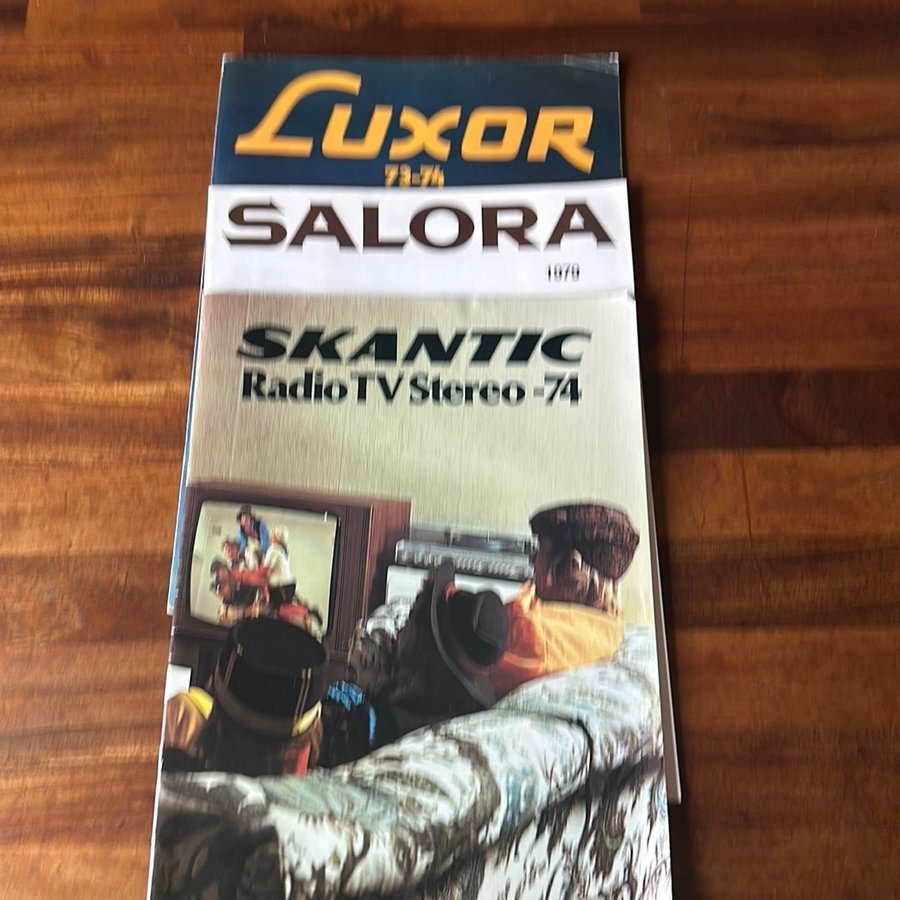 LUXOR
73-74
SALORA
1979
SKANTIC
Radio TV Stereo -74